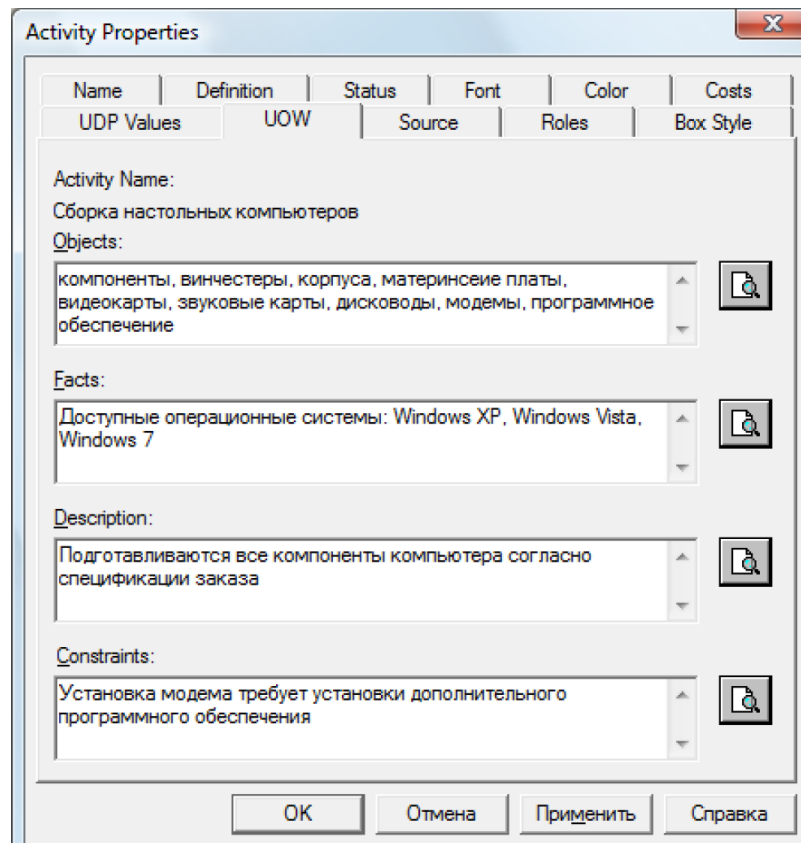 Activity Properties
Name Definition Status Font Color Costs
UDP Values UOW Source Roles Box Style
Activity Name:
Сборка настольных компьютеров
Objects:
компоненты, винчестеры, корпуса, материнсеие платы,
видеокарты, звуковые карты, дисководы, модемы, программное
обеспечение
Facts:
Доступные операционные системы: Windows XP, Windows Vista,
Windows 7
Description:
Подготавливаются все компоненты компьютера согласно
спецификации заказа
Constraints:
Установка модема требует установки дополнительного
программного обеспечения
OK Отмена Применить Справка